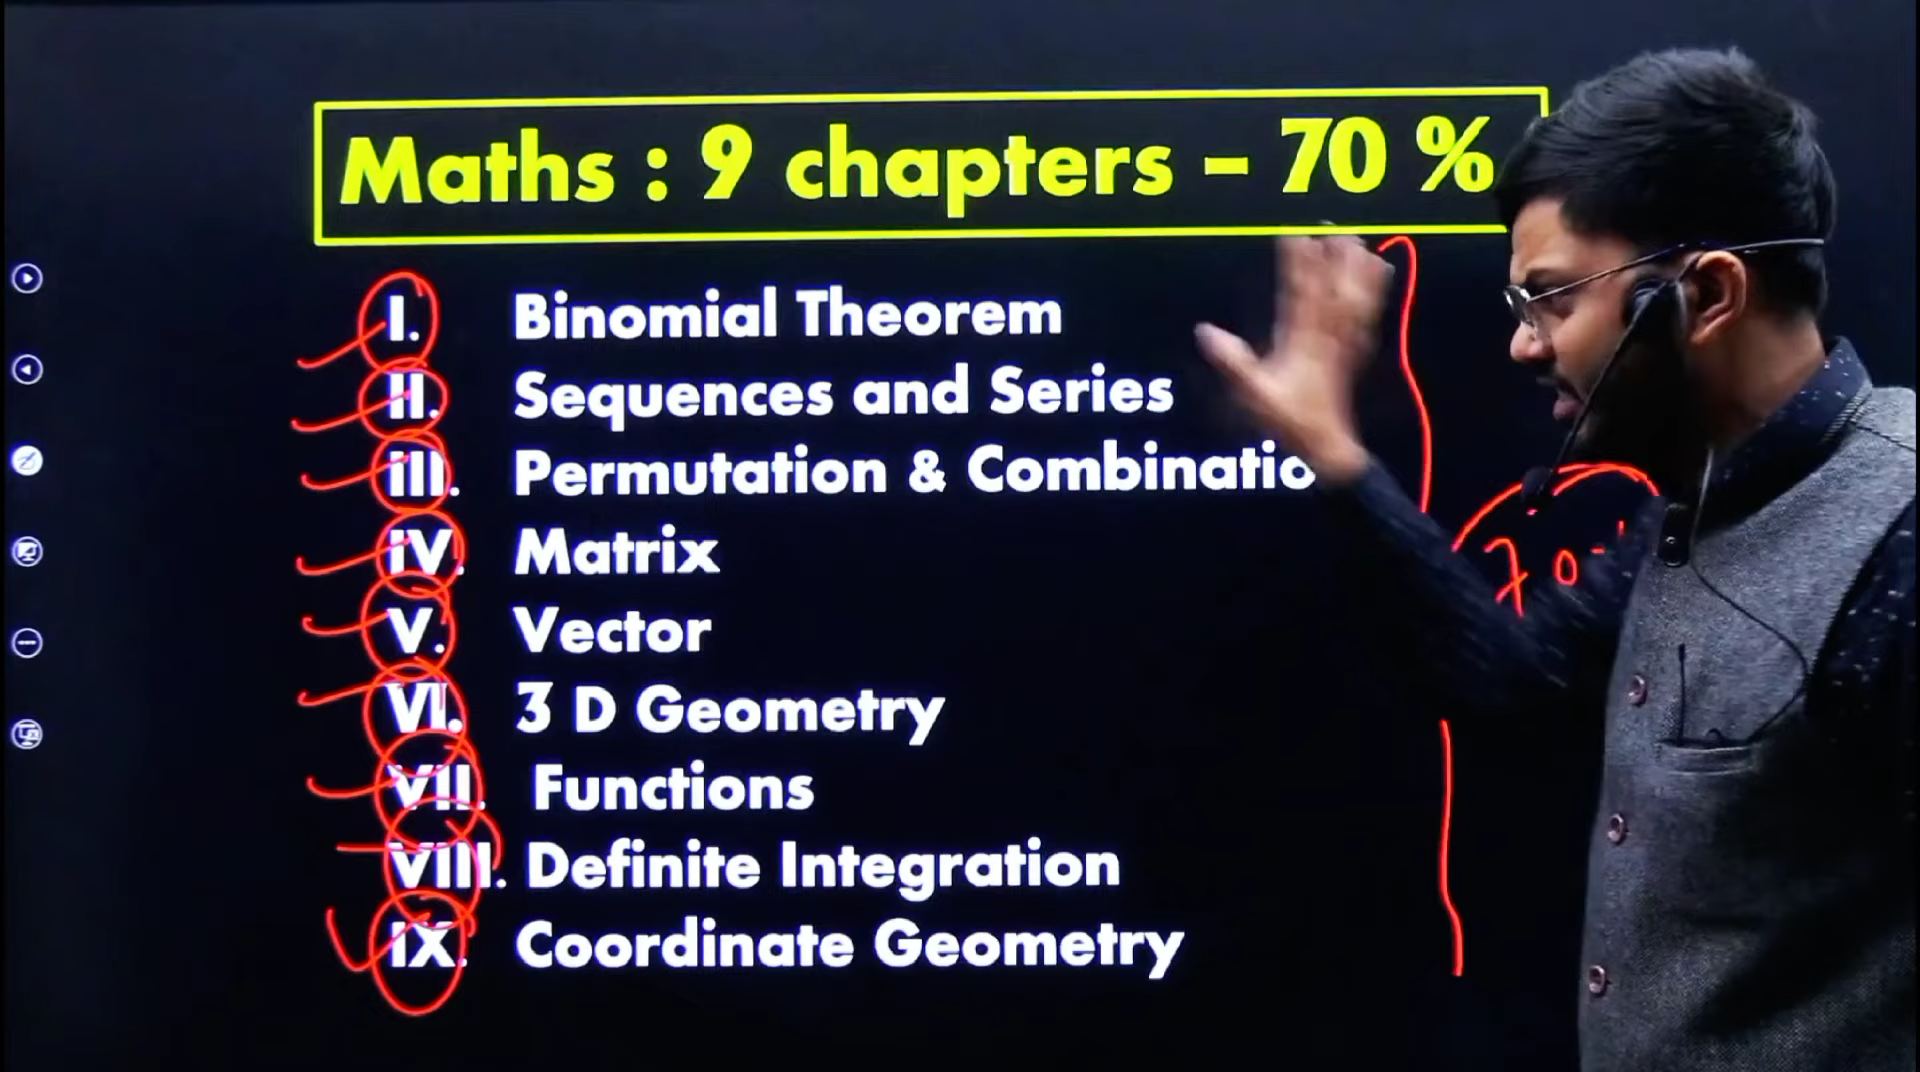 Maths : 9 chapters – 70 %
I. Binomial Theorem
II. Sequences and Series
III. Permutation & Combinatio
IV. Matrix
V. Vector
VI. 3 D Geometry
VII. Functions
VIII. Definite Integration
IX. Coordinate Geometry
70